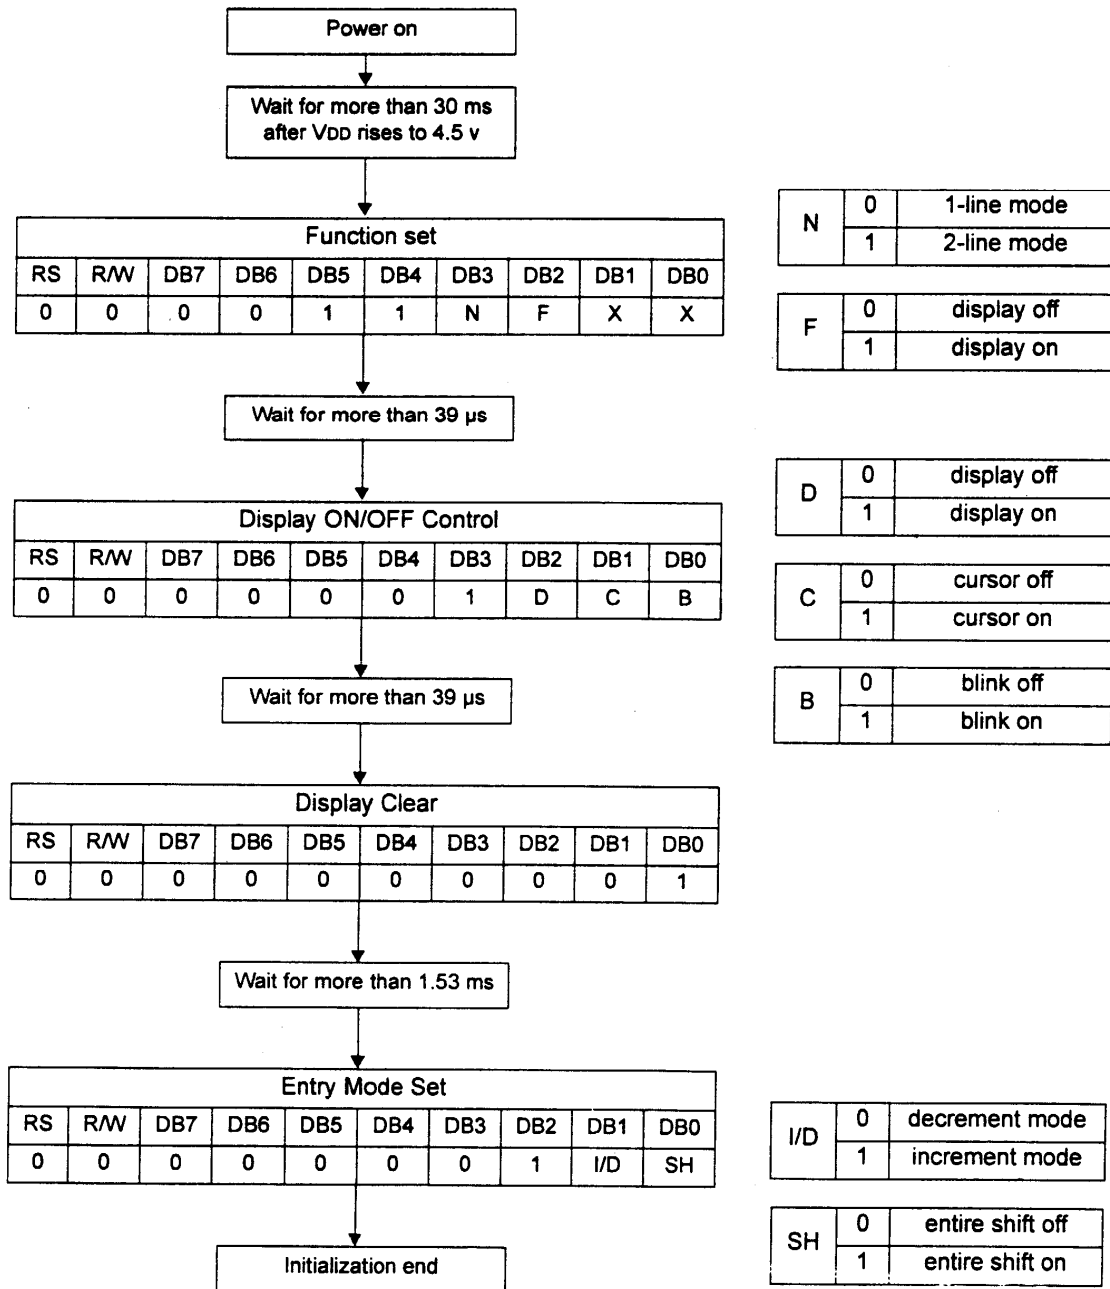 Power on
Wait for more than 30 ms
after VDD rises to 4.5 v
Function set
RS R/W DB7 DB6 DB5 DB4 DB3 DB2 DB1 DB0
0 0 0 0 1 1 N F X X
N 0 1-line mode
1 2-line mode
F 0 display off
1 display on
Wait for more than 39 µs
Display ON/OFF Control
RS R/W DB7 DB6 DB5 DB4 DB3 DB2 DB1 DB0
0 0 0 0 0 0 1 D C B
D 0 display off
1 display on
C 0 cursor off
1 cursor on
B 0 blink off
1 blink on
Wait for more than 39 µs
Display Clear
RS R/W DB7 DB6 DB5 DB4 DB3 DB2 DB1 DB0
0 0 0 0 0 0 0 0 0 1
Wait for more than 1.53 ms
Entry Mode Set
RS R/W DB7 DB6 DB5 DB4 DB3 DB2 DB1 DB0
0 0 0 0 0 0 0 1 I/D SH
I/D 0 decrement mode
1 increment mode
SH 0 entire shift off
1 entire shift on
Initialization end